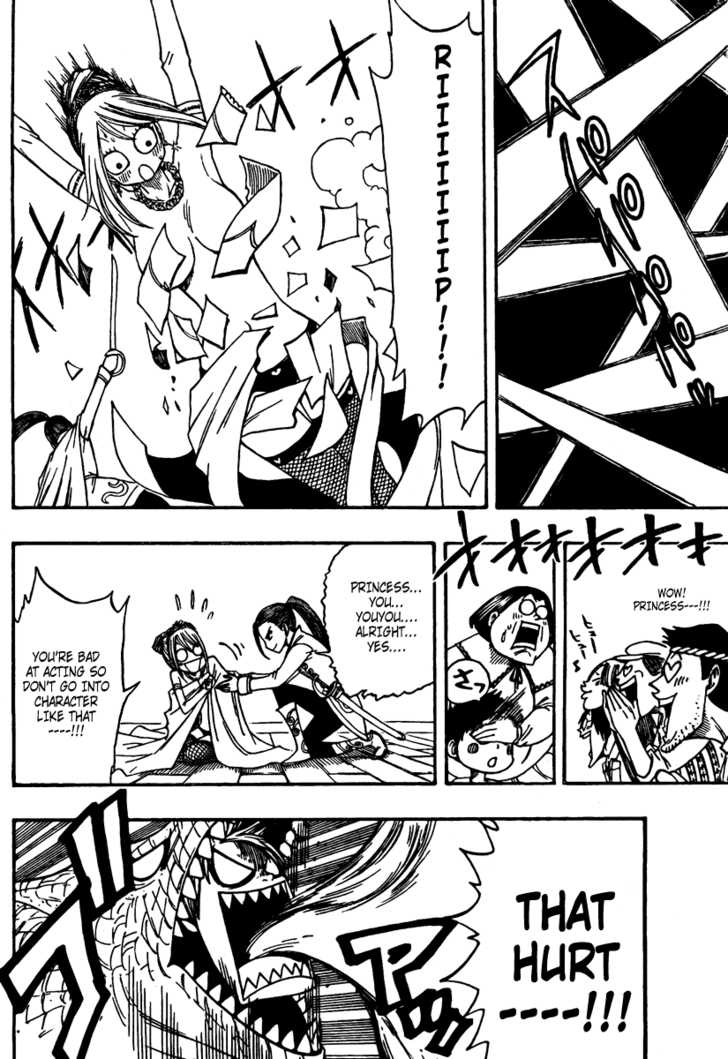 RIIIIIIIIP!!!
WOW!
PRINCESS---!!!
PRINCESS...
YOU...
YOUYOU....
ALRIGHT...
YES....
YOU'RE BAD
AT ACTING SO
DON'T GO INTO
CHARACTER
LIKE THAT
----!!!
THAT
HURT
----!!!